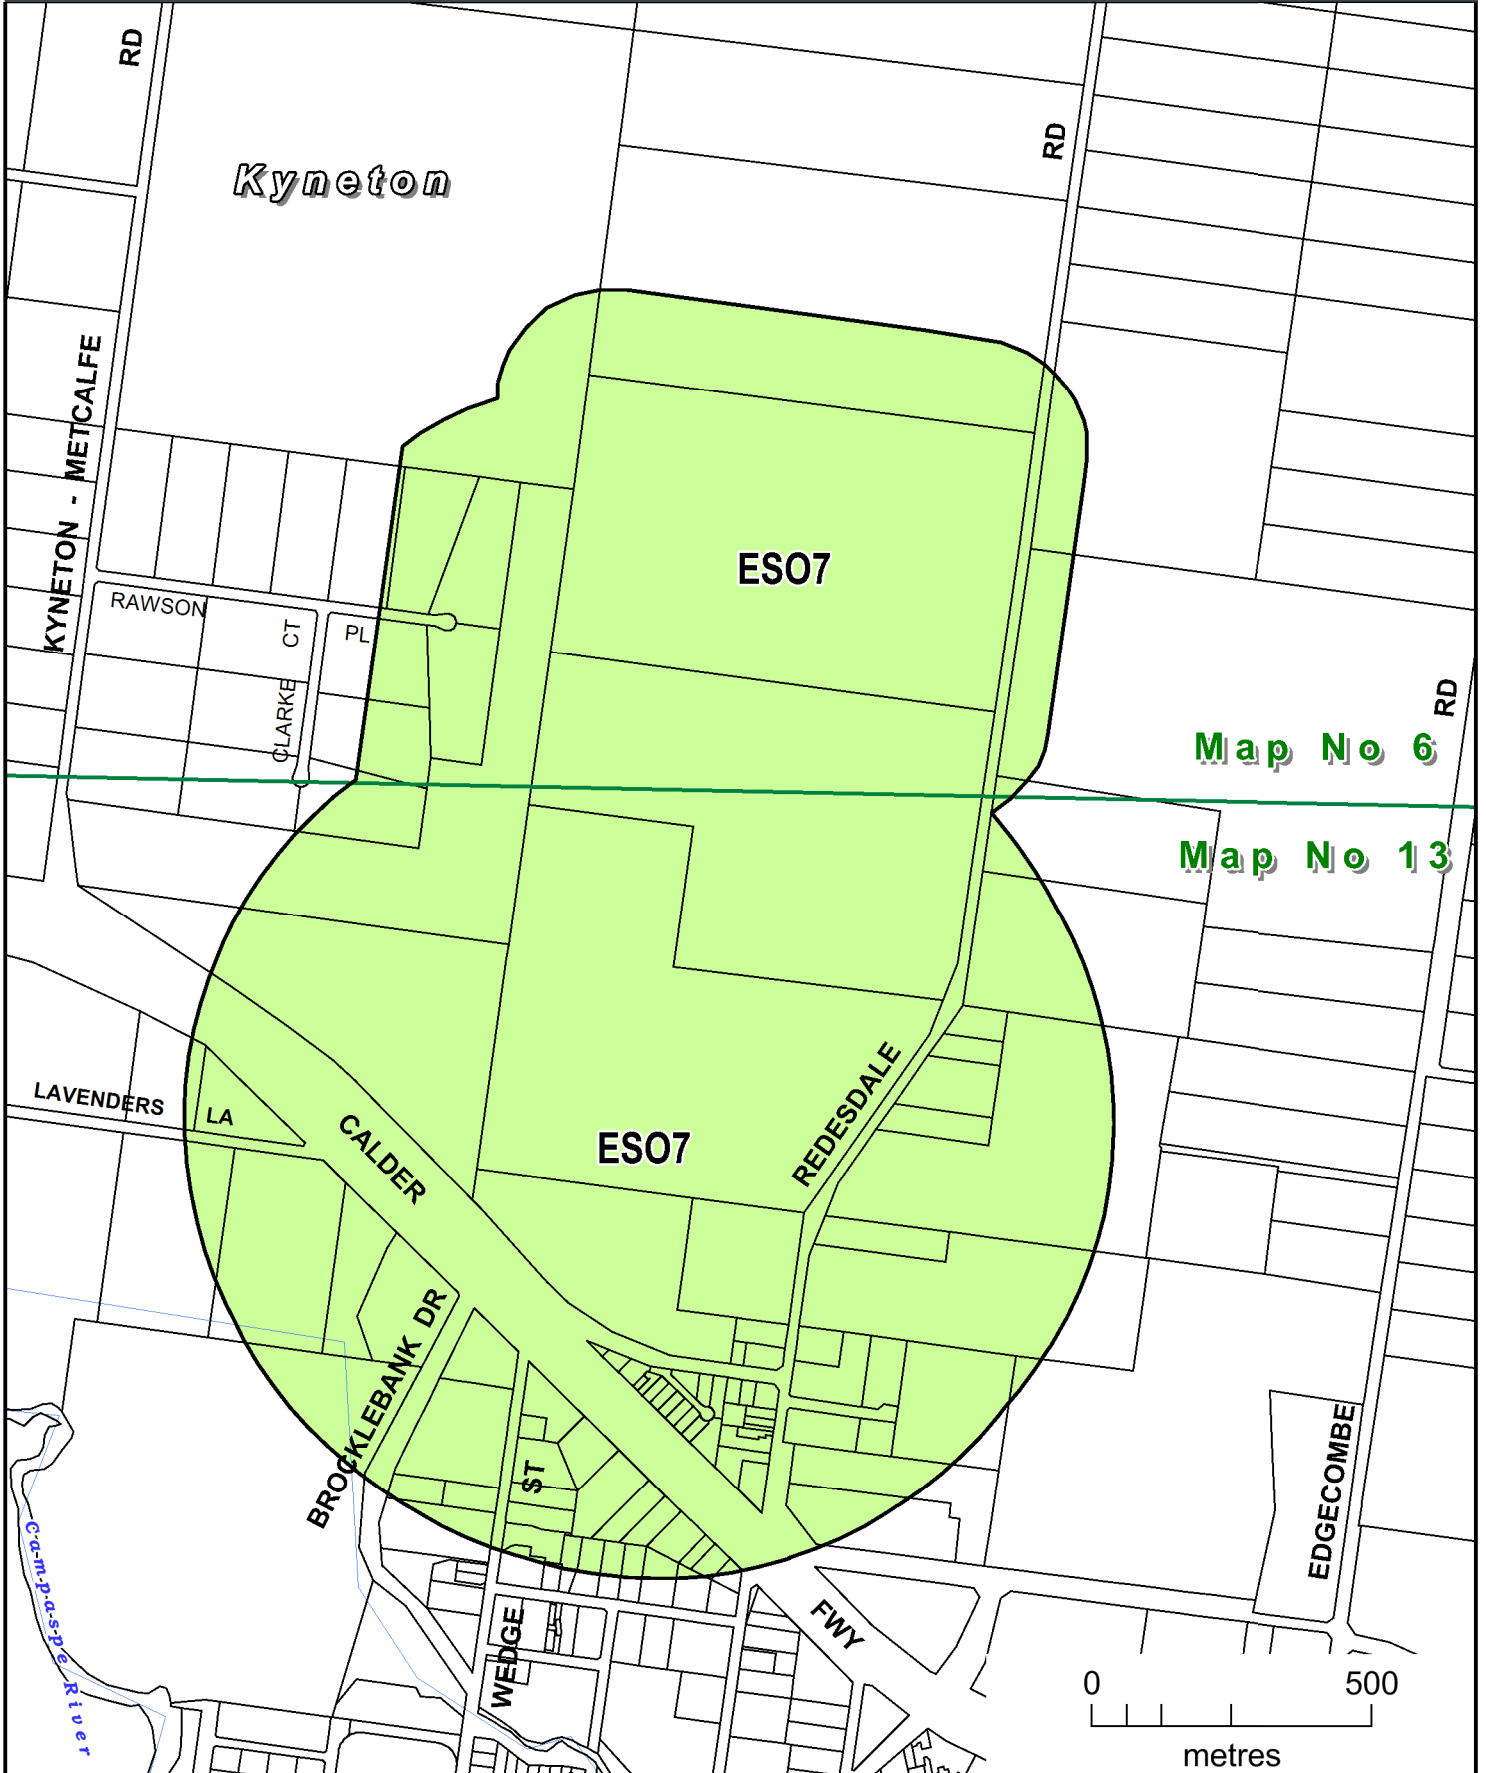 RD
RD
Kyneton
KYNETON - METCALFE
ESO7
RAWSON
CT
PL
CLARKE
RD
Map No 6
Map No 13
LAVENDERS
LA
CALDER
ESO7
REDESDALE
BROCKLEBANK DR
ST
EDGECOMBE
C-a-m-p-a-s-p-e River
WEDGE
FWY
0 500
metres